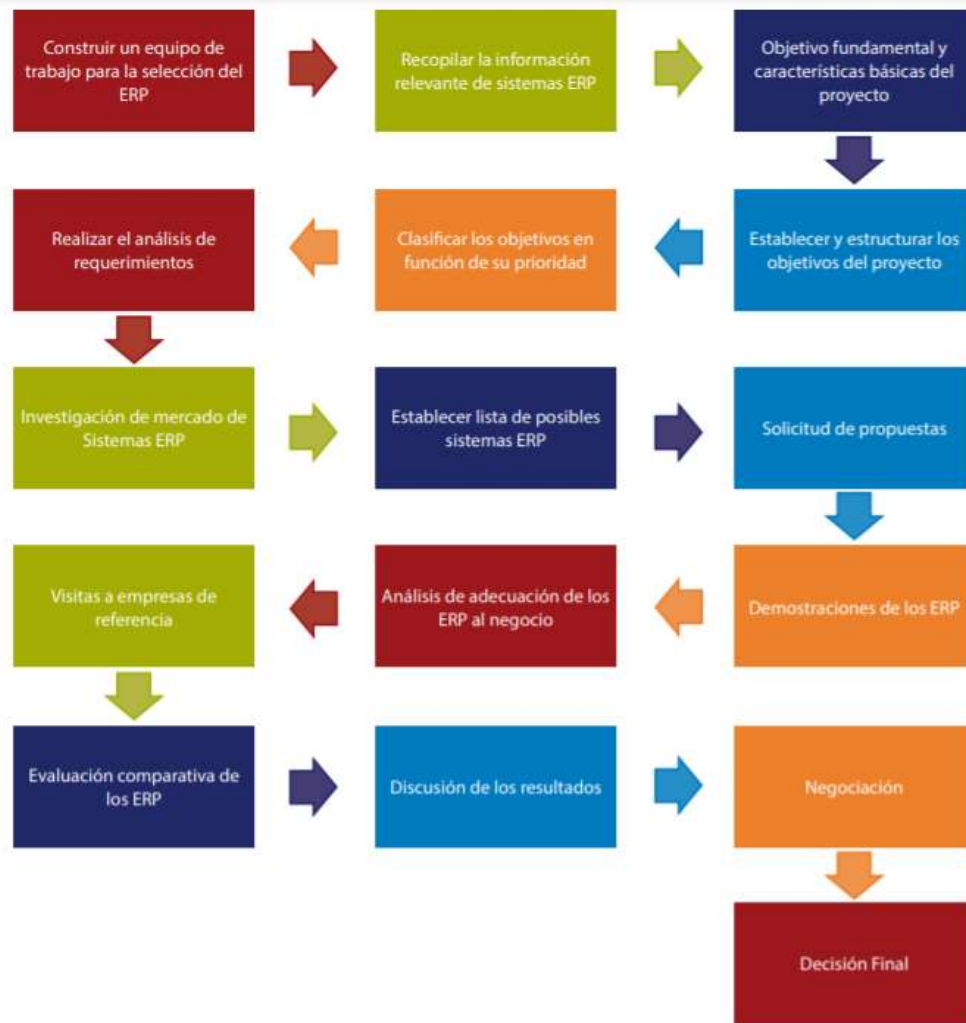 Construir un equipo de
trabajo para la selección del
ERP
Recopilar la información
relevante de sistemas ERP
Objetivo fundamental y
características básicas del
proyecto
Establecer y estructurar los
objetivos del proyecto
Clasificar los objetivos en
función de su prioridad
Realizar el análisis de
requerimientos
Investigación de mercado de
Sistemas ERP
Establecer lista de posibles
sistemas ERP
Solicitud de propuestas
Demostraciones de los ERP
Análisis de adecuación de los
ERP al negocio
Visitas a empresas de
referencia
Evaluación comparativa de
los ERP
Discusión de los resultados
Negociación
Decisión Final